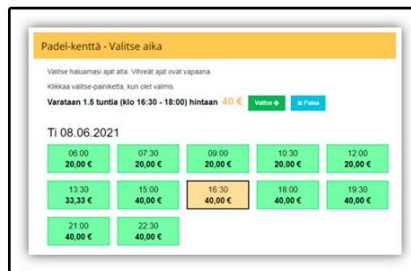 Padel-kenttä - Valitse aika
Valitse haluamasi ajat alta. Vihreät ajat ovat vapaana
Klikkaa valitse-painiketta, kun olet valmis.
Varataan 1.5 tuntia (klo 16:30 - 18:00) hintaan 40 € Valitse Palaa
Ti 08.06.2021
06:00 07:30 09:00 10:30 12:00
20,00 € 20,00 € 20,00 € 20,00 € 20,00 €
13:30 15:00 16:30 18:00 19:30
33,33 € 40,00 € 40,00 € 40,00 € 40,00 €
21:00 22:30
40,00 € 40,00 €